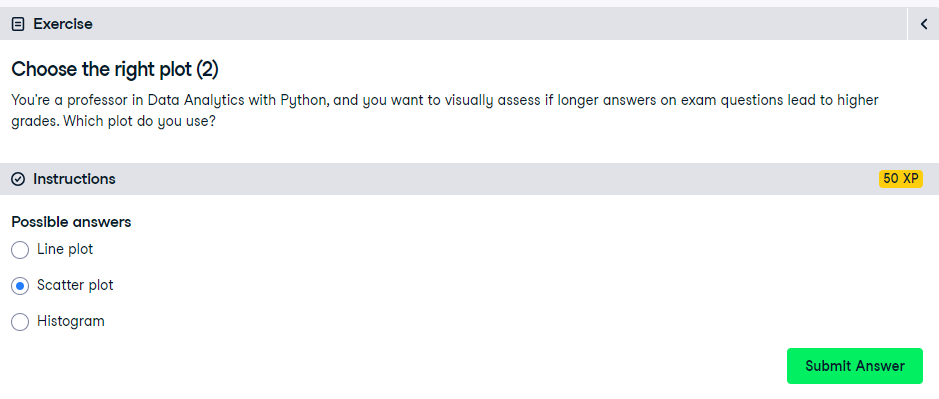 Exercise
Choose the right plot (2)
You're a professor in Data Analytics with Python, and you want to visually assess if longer answers on exam questions lead to higher
grades. Which plot do you use?
Instructions
50 XP
Possible answers
Line plot
Scatter plot
Histogram
Submit Answer